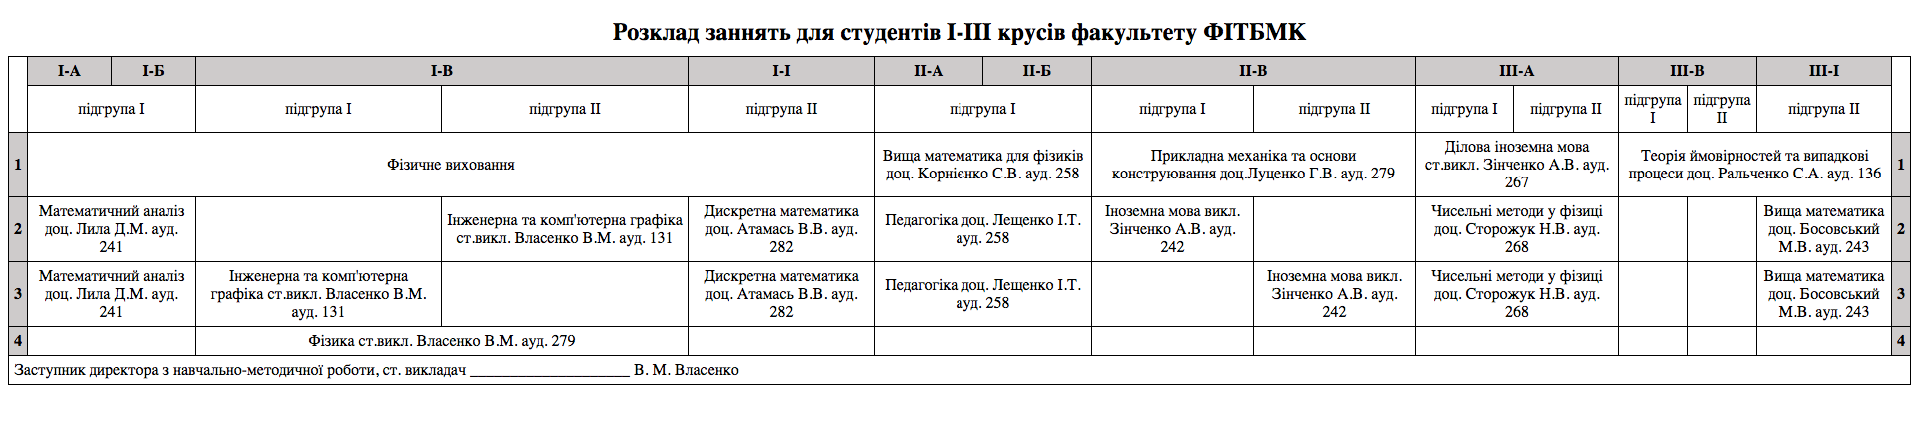 Розклад заннять для студентів І-ІІІ крусів факультету ФІТБМК
І-А І-Б І-В І-І ІІ-А ІІ-Б ІІ-В ІІІ-А ІІІ-В ІІІ-І
підгрупа І підгрупа І підгрупа ІІ підгрупа ІІ підгрупа І підгрупа І підгрупа ІІ підгрупа І підгрупа ІІ
підгрупа
І
підгрупа
ІІ
підгрупа ІІ
1
Фізичне виховання
Вища математика для фізиків
доц. Корнієнко С.В. ауд. 258
Прикладна механіка та основи
конструювання доц.Луценко Г.В. ауд. 279
Ділова іноземна мова
ст.викл. Зінченко А.В. ауд.
267
Теорія ймовірностей та випадкові
процеси доц. Ральченко С.А. ауд. 136
1
2
Математичний аналіз
доц. Лила Д.М. ауд.
241
Інженерна та комп'ютерна графіка
ст.викл. Власенко В.М. ауд. 131
Дискретна математика
доц. Атамась В.В. ауд.
282
Педагогіка доц. Лещенко І.Т.
ауд. 258
Іноземна мова викл.
Зінченко А.В. ауд.
242
Чисельні методи у фізиці
доц. Сторожук Н.В. ауд.
268
Вища математика
доц. Босовський
М.В. ауд. 243
2
3
Математичний аналіз
доц. Лила Д.М. ауд.
241
Інженерна та комп'ютерна
графіка ст.викл. Власенко В.М.
ауд. 131
Дискретна математика
доц. Атамась В.В. ауд.
282
Педагогіка доц. Лещенко І.Т.
ауд. 258
Іноземна мова викл.
Зінченко А.В. ауд.
242
Чисельні методи у фізиці
доц. Сторожук Н.В. ауд.
268
Вища математика
доц. Босовський
М.В. ауд. 243
3
4
Фізика ст.викл. Власенко В.М. ауд. 279
4
Заступник директора з навчально-методичної роботи, ст. викладач ____________________ В. М. Власенко